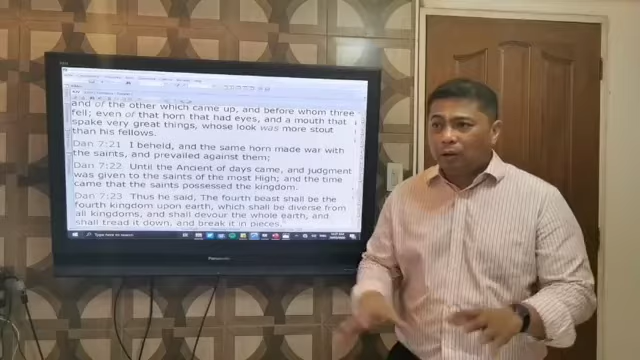 and of the other which came up, and before whom three
fell; even of that horn that had eyes, and a mouth that
spake very great things, whose look was more stout
than his fellows.
Dan 7:21 I beheld, and the same horn made war with
the saints, and prevailed against them;
Dan 7:22 Until the Ancient of days came, and judgment
was given to the saints of the most High; and the time
came that the saints possessed the kingdom.
Dan 7:23 Thus he said, The fourth beast shall be the
fourth kingdom upon earth, which shall be diverse from
all kingdoms, and shall devour the whole earth, and
shall tread it down, and break it in pieces.
Type here to search
Panasonic